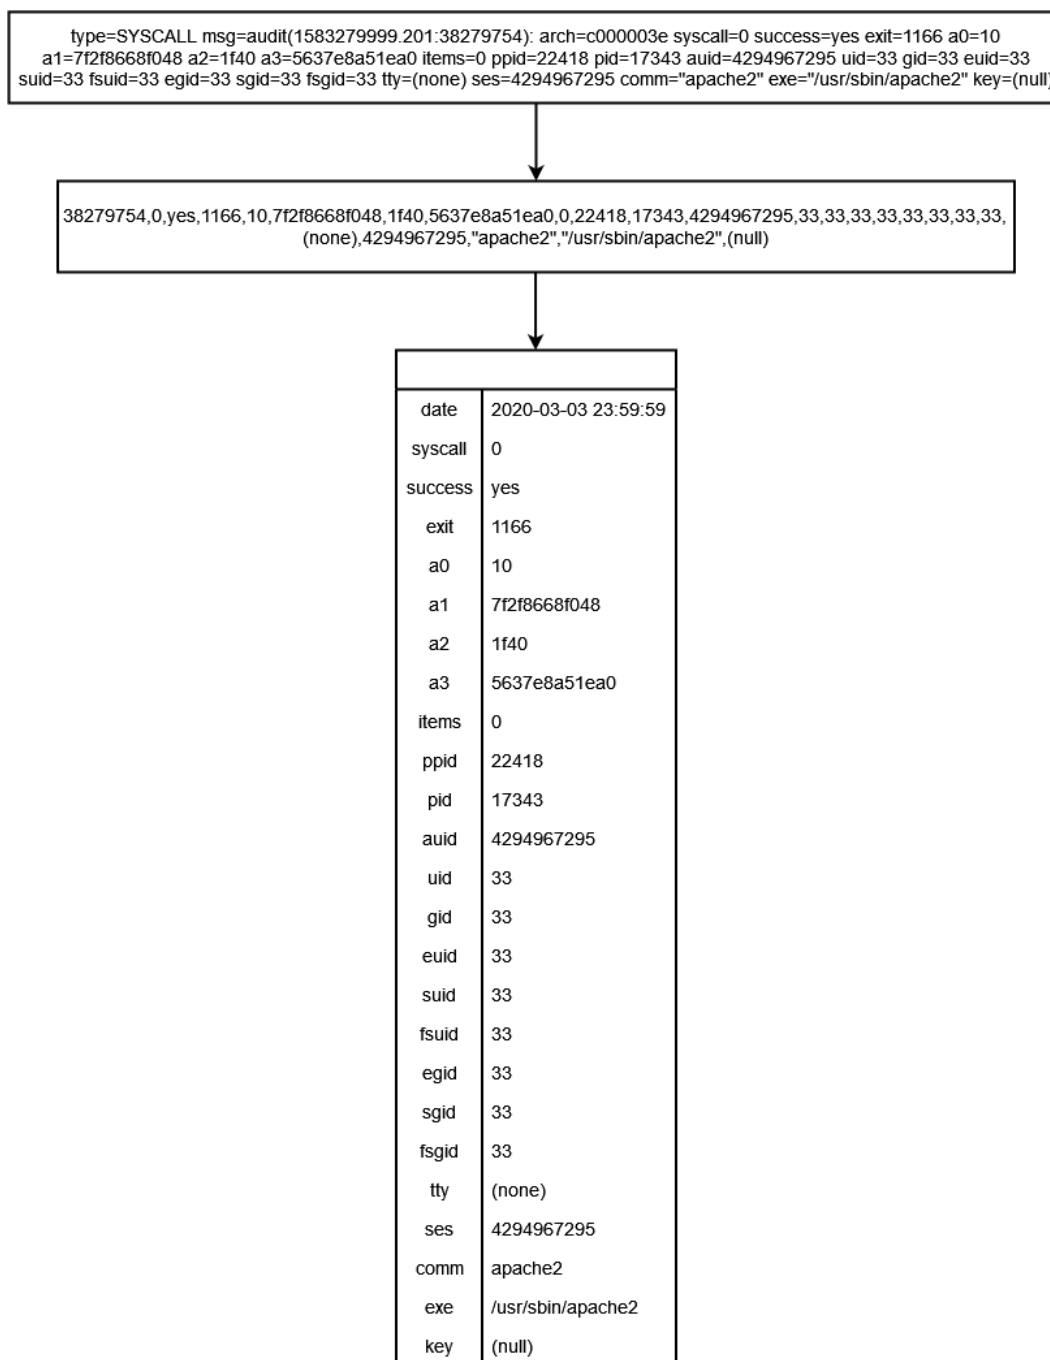 type=SYSCALL msg=audit(1583279999.201:38279754): arch=c000003e syscall=0 success=yes exit=1166 a0=10
a1=7f2f8668f048 a2=1f40 a3=5637e8a51ea0 items=0 ppid=22418 pid=17343 auid=4294967295 uid=33 gid=33 euid=33
suid=33 fsuid=33 egid=33 sgid=33 fsgid=33 tty=(none) ses=4294967295 comm="apache2" exe="/usr/sbin/apache2" key=(null)
38279754,0,yes,1166,10,7f2f8668f048,1f40,5637e8a51ea0,0,22418,17343,4294967295,33,33,33,33,33,33,33,33,
(none),4294967295,"apache2","/usr/sbin/apache2",(null)
date 2020-03-03 23:59:59
syscall 0
success yes
exit 1166
a0 10
a1 7f2f8668f048
a2 1f40
a3 5637e8a51ea0
items 0
ppid 22418
pid 17343
auid 4294967295
uid 33
gid 33
euid 33
suid 33
fsuid 33
egid 33
sgid 33
fsgid 33
tty (none)
ses 4294967295
comm apache2
exe /usr/sbin/apache2
key (null)